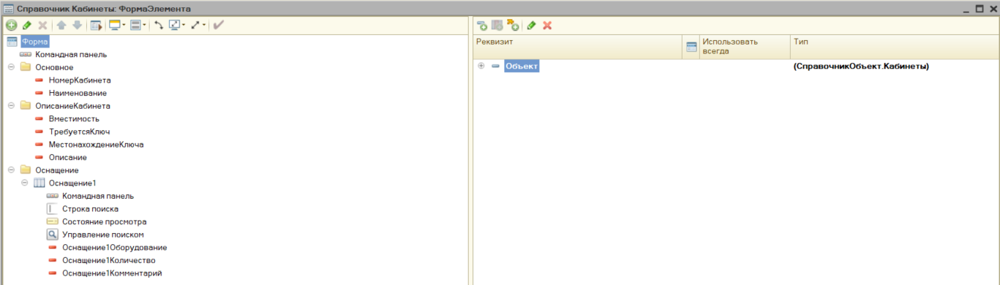 Справочник Кабинеты: ФормаЭлемента
Форма
Командная панель
Основное
НомерКабинета
Наименование
ОписаниеКабинета
Вместимость
ТребуетсяКлюч
МестонахождениеКлюча
Описание
Оснащение
Оснащение1
Командная панель
Строка поиска
Состояние просмотра
Управление поиском
Оснащение1Оборудование
Оснащение1Количество
Оснащение1Комментарий
Реквизит
Использовать
всегда
Тип
Объект
(СправочникОбъект.Кабинеты)